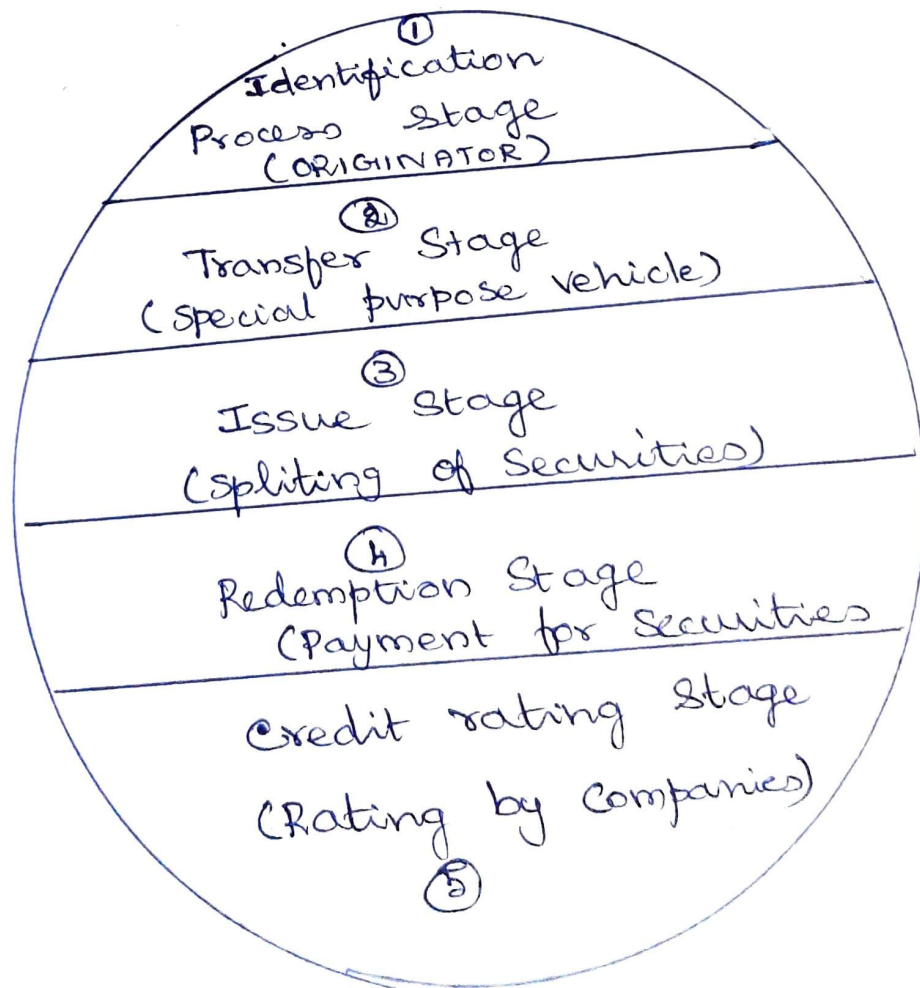 ①
Identification
Process Stage
(ORIGIINATOR)
②
Transfer Stage
(Special purpose vehicle)
③
Issue Stage
(Spliting of Securities)
④
Redemption Stage
(Payment for Securities
Credit rating Stage
(Rating by Companies)
⑤